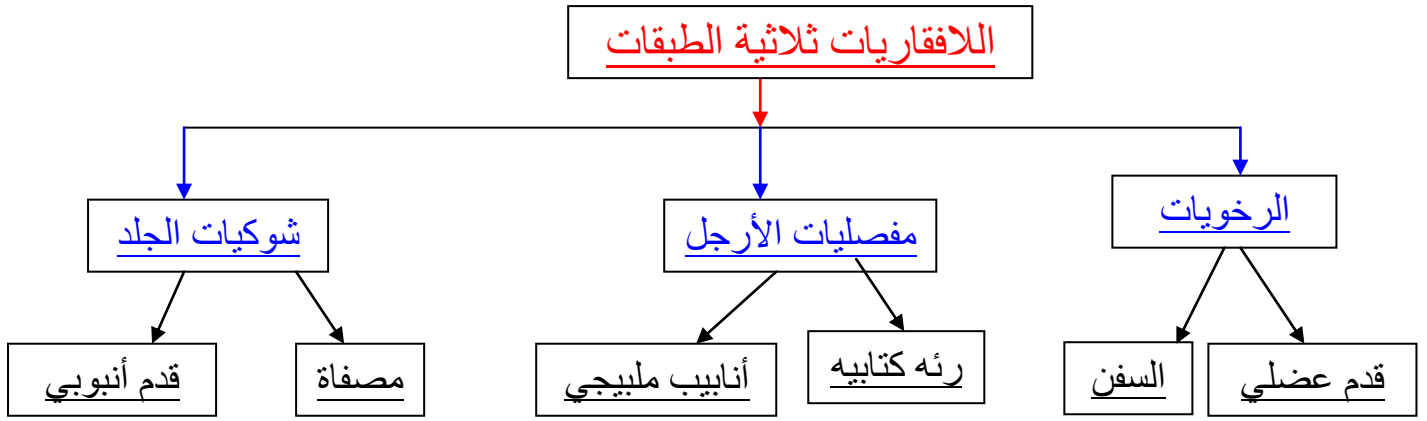 اللافقاريات ثلاثية الطبقات
الرخويات
مفصليات الأرجل
شوكيات الجلد
قدم عضلي
السفن
رئه كتابيه
أنابيب ملبيجي
مصفاة
قدم أنبوبي